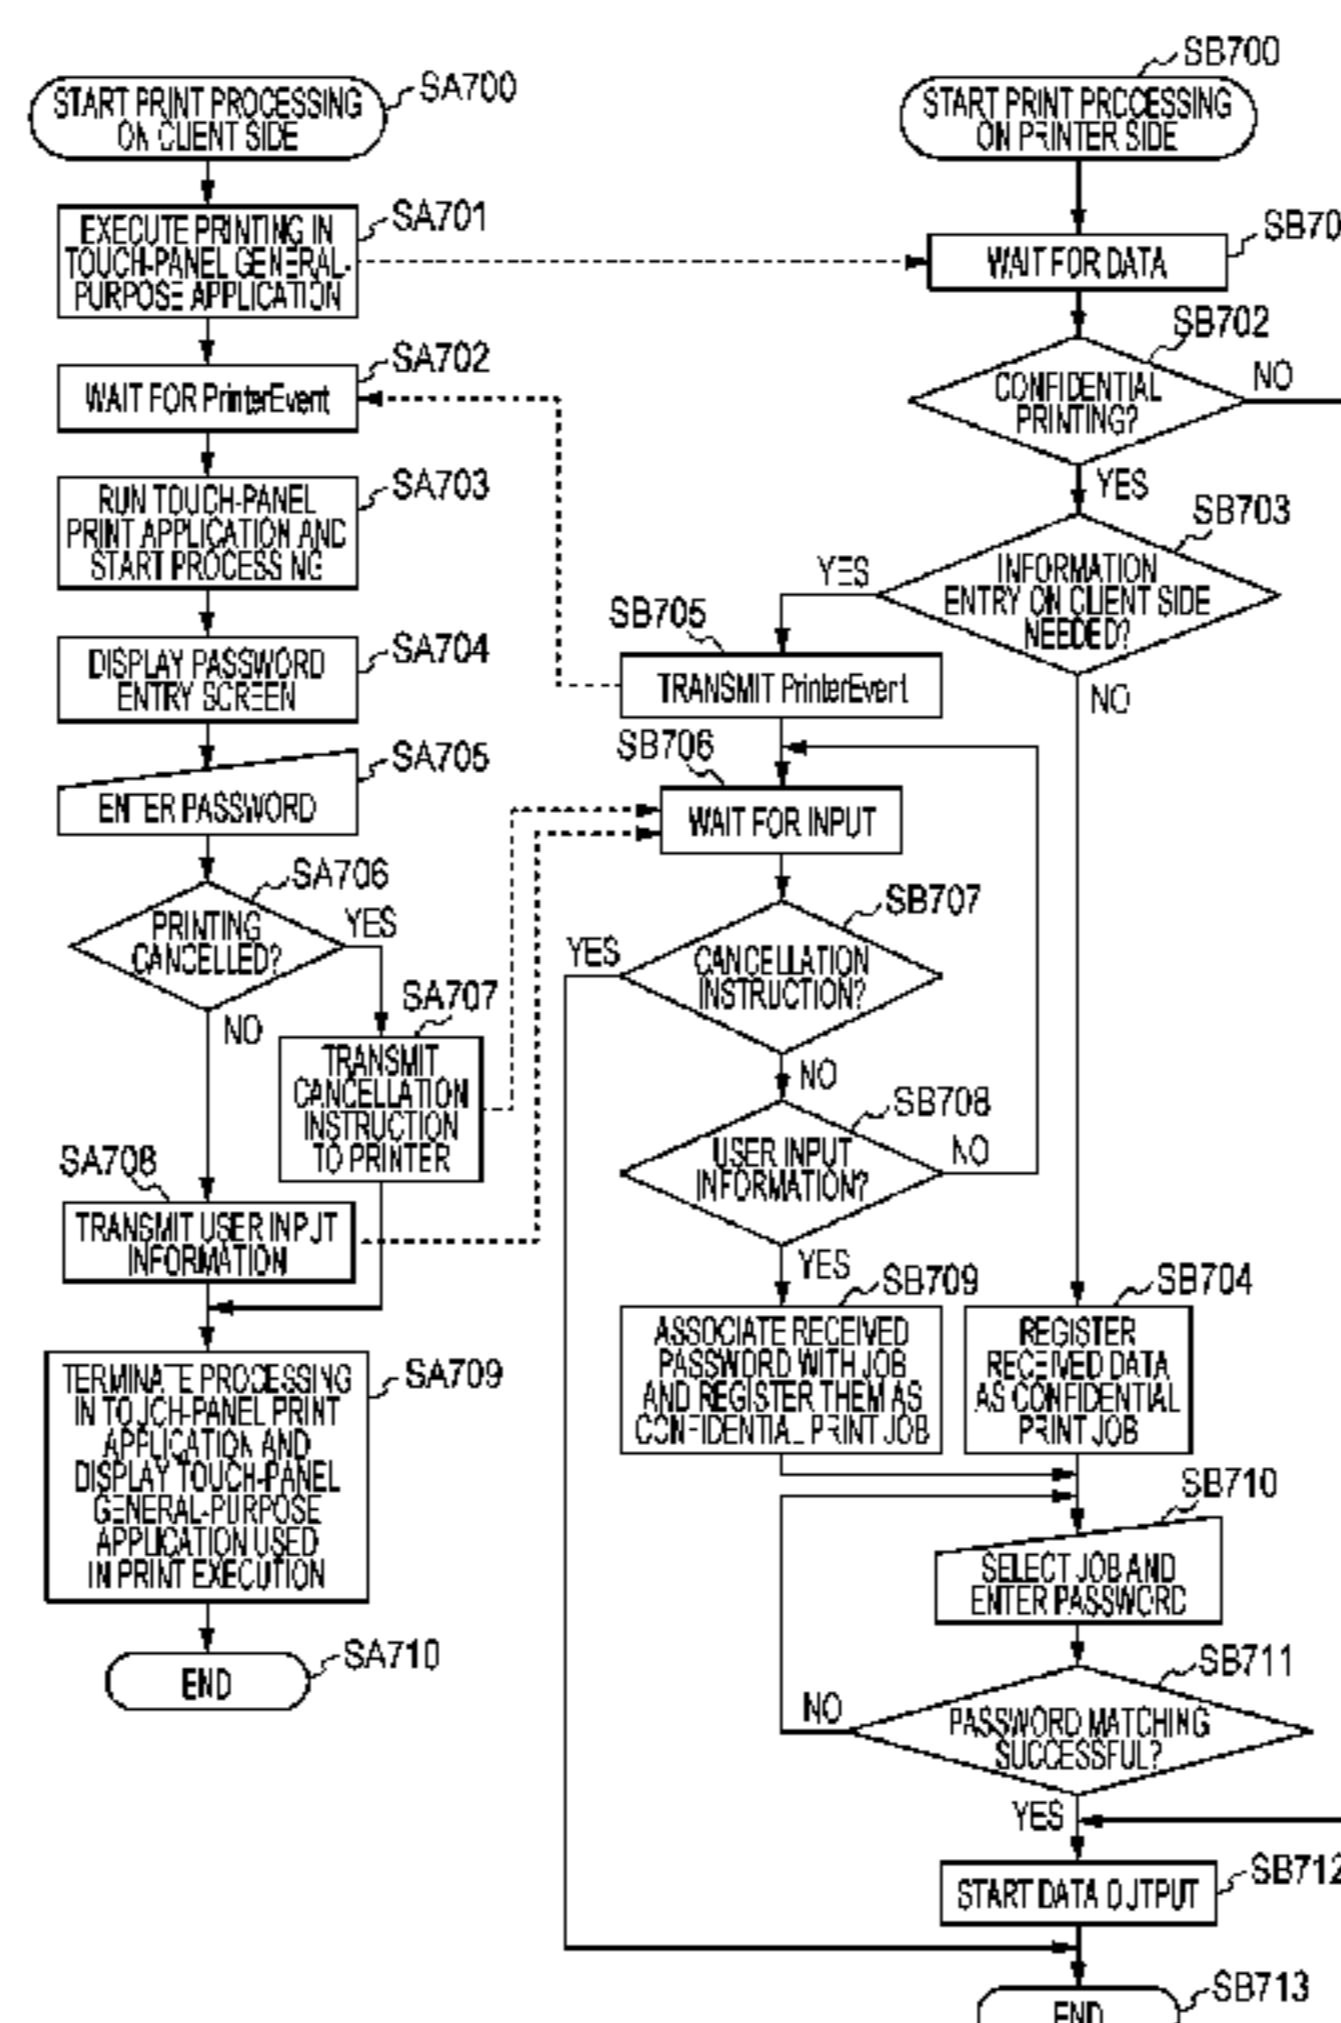 START PRINT PROCESSING
ON CLIENT SIDE
SA700
EXECUTE PRINTING IN
TOUCH-PANEL GENERAL-
PURPOSE APPLICATION
SA701
WAIT FOR PrinterEvent
SA702
RUN TOUCH-PANEL
PRINT APPLICATION AND
START PROCESSING
SA703
DISPLAY PASSWORD
ENTRY SCREEN
SA704
ENTER PASSWORD
SA705
PRINTING
CANCELLED?
SA706
YES
NO
SA707
TRANSMIT
CANCELLATION
INSTRUCTION
TO PRINTER
SA708
TRANSMIT USER INPUT
INFORMATION
TERMINATE PROCESSING
IN TOUCH-PANEL PRINT
APPLICATION AND
DISPLAY TOUCH-PANEL
GENERAL-PURPOSE
APPLICATION USED
IN PRINT EXECUTION
SA709
END
SA710
START PRINT PROCESSING
ON PRINTER SIDE
SB700
WAIT FOR DATA
SB70
CONFIDENTIAL
PRINTING?
SB702
NO
YES
INFORMATION
ENTRY ON CLIENT SIDE
NEEDED?
SB703
YES
NO
SB705
TRANSMIT PrinterEvent
SB706
WAIT FOR INPUT
SB707
CANCELLATION
INSTRUCTION?
YES
NO
SB708
USER INPUT
INFORMATION?
NO
YES
SB709
ASSOCIATE RECEIVED
PASSWORD WITH JOB
AND REGISTER THEM AS
CONFIDENTIAL PRINT JOB
SB704
REGISTER
RECEIVED DATA
AS CONFIDENTIAL
PRINT JOB
SB710
SELECT JOB AND
ENTER PASSWORD
SB711
PASSWORD MATCHING
SUCCESSFUL?
NO
YES
START DATA OUTPUT
SB712
END
SB713